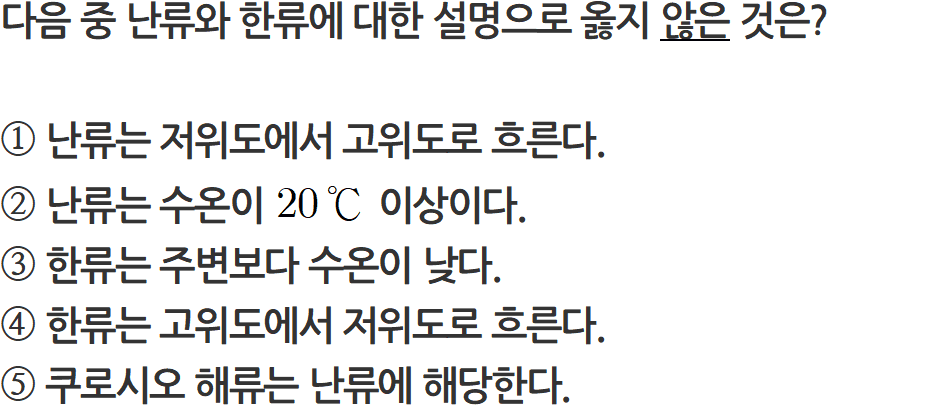 다음 중 난류와 한류에 대한 설명으로 옳지 않은 것은?
① 난류는 저위도에서 고위도로 흐른다.
② 난류는 수온이 20℃ 이상이다.
③ 한류는 주변보다 수온이 낮다.
④ 한류는 고위도에서 저위도로 흐른다.
⑤ 쿠로시오 해류는 난류에 해당한다.